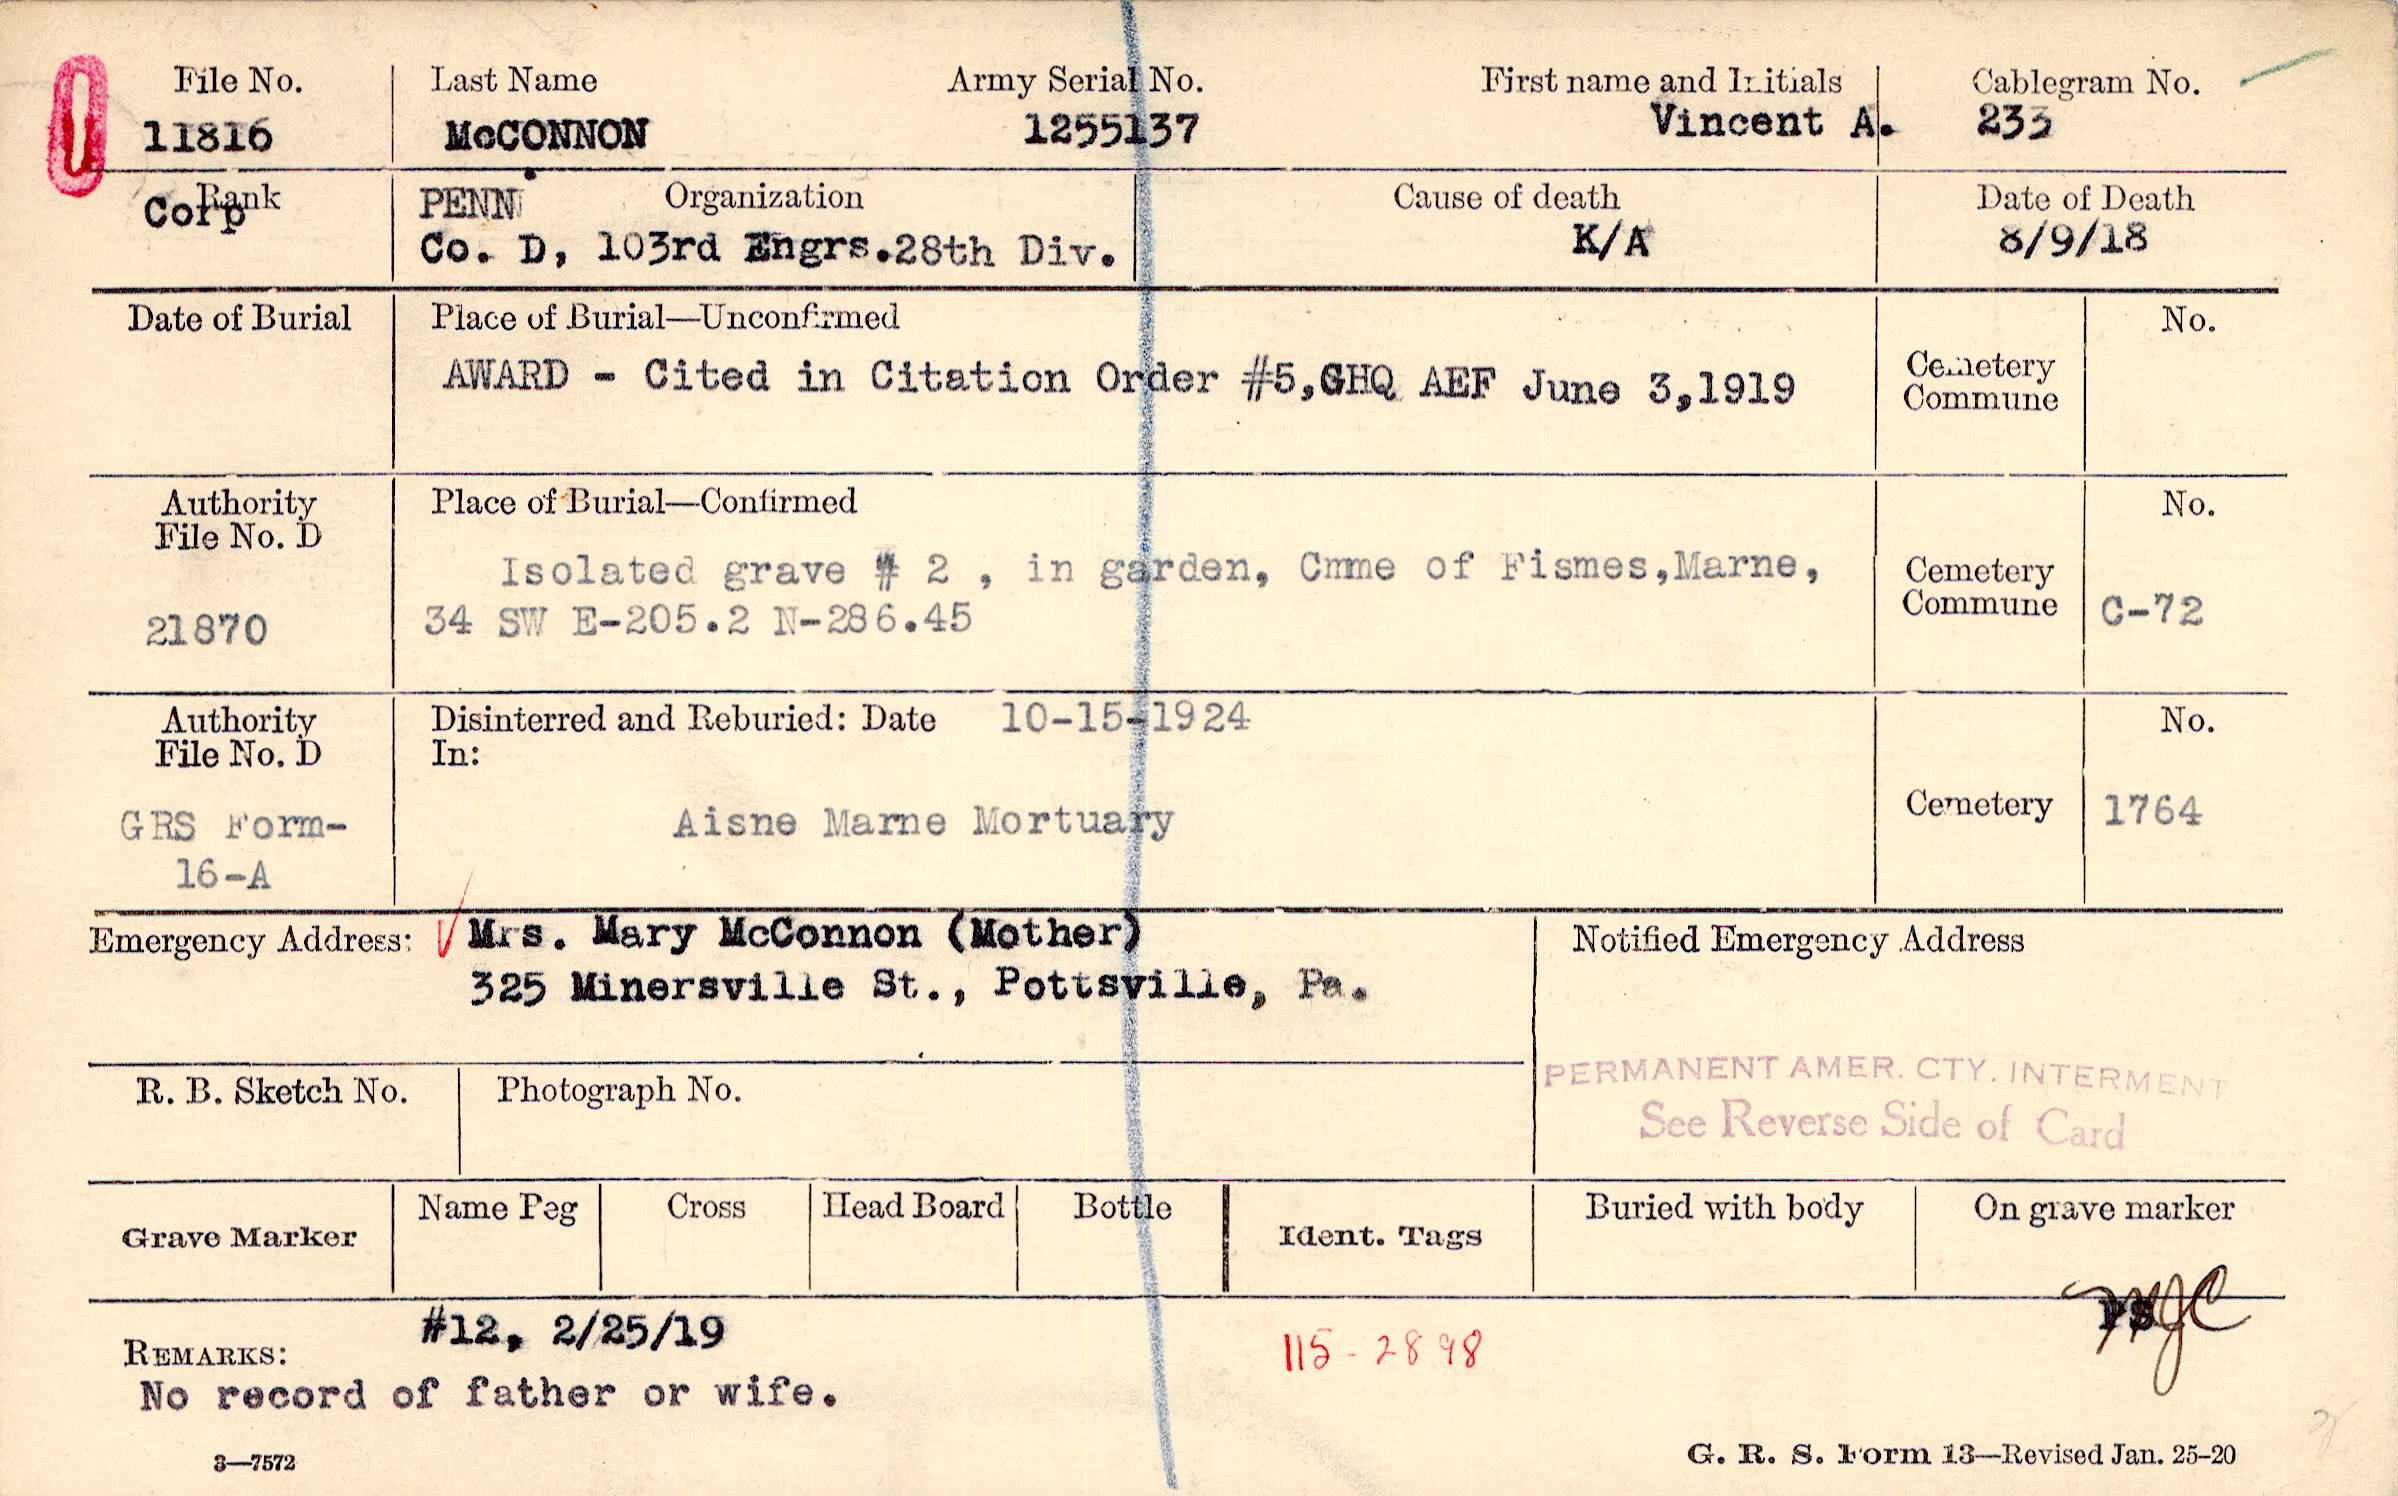 File No. Last Name Army Serial No. First name and Initials Cablegram No.
11816 McCONNON 1255137 Vincent A. 233
Rank Organization Cause of death Date of Death
Corp PENN K/A 8/9/18
Co. D, 103rd Engrs.28th Div.
Date of Burial Place of Burial—Unconfirmed No.
AWARD - Cited in Citation Order #5,GHQ AEF June 3,1919
Cemetery
Commune
Authority Place of Burial—Confirmed No.
File No. D
Isolated grave # 2 , in garden, Cmme of Fismes,Marne,
21870 34 SW E-205.2 N-286.45
Cemetery
Commune C-72
Authority Disinterred and Reburied: Date 10-15-1924 No.
File No. D In:
GRS Form- Aisne Marne Mortuary Cemetery 1764
16-A
Emergency Address: Mrs. Mary McConnon (Mother) Notified Emergency Address
325 Minersville St., Pottsville, Pa.
PERMANENT AMER. CTY. INTERMENT
See Reverse Side of Card
R. B. Sketch No. Photograph No.
Grave Marker Name Peg Cross Head Board Bottle Ident. Tags Buried with body On grave marker
#12, 2/25/19
REMARKS: 115-2898
No record of father or wife.
3—7572 G. R. S. Form 13—Revised Jan. 25-20